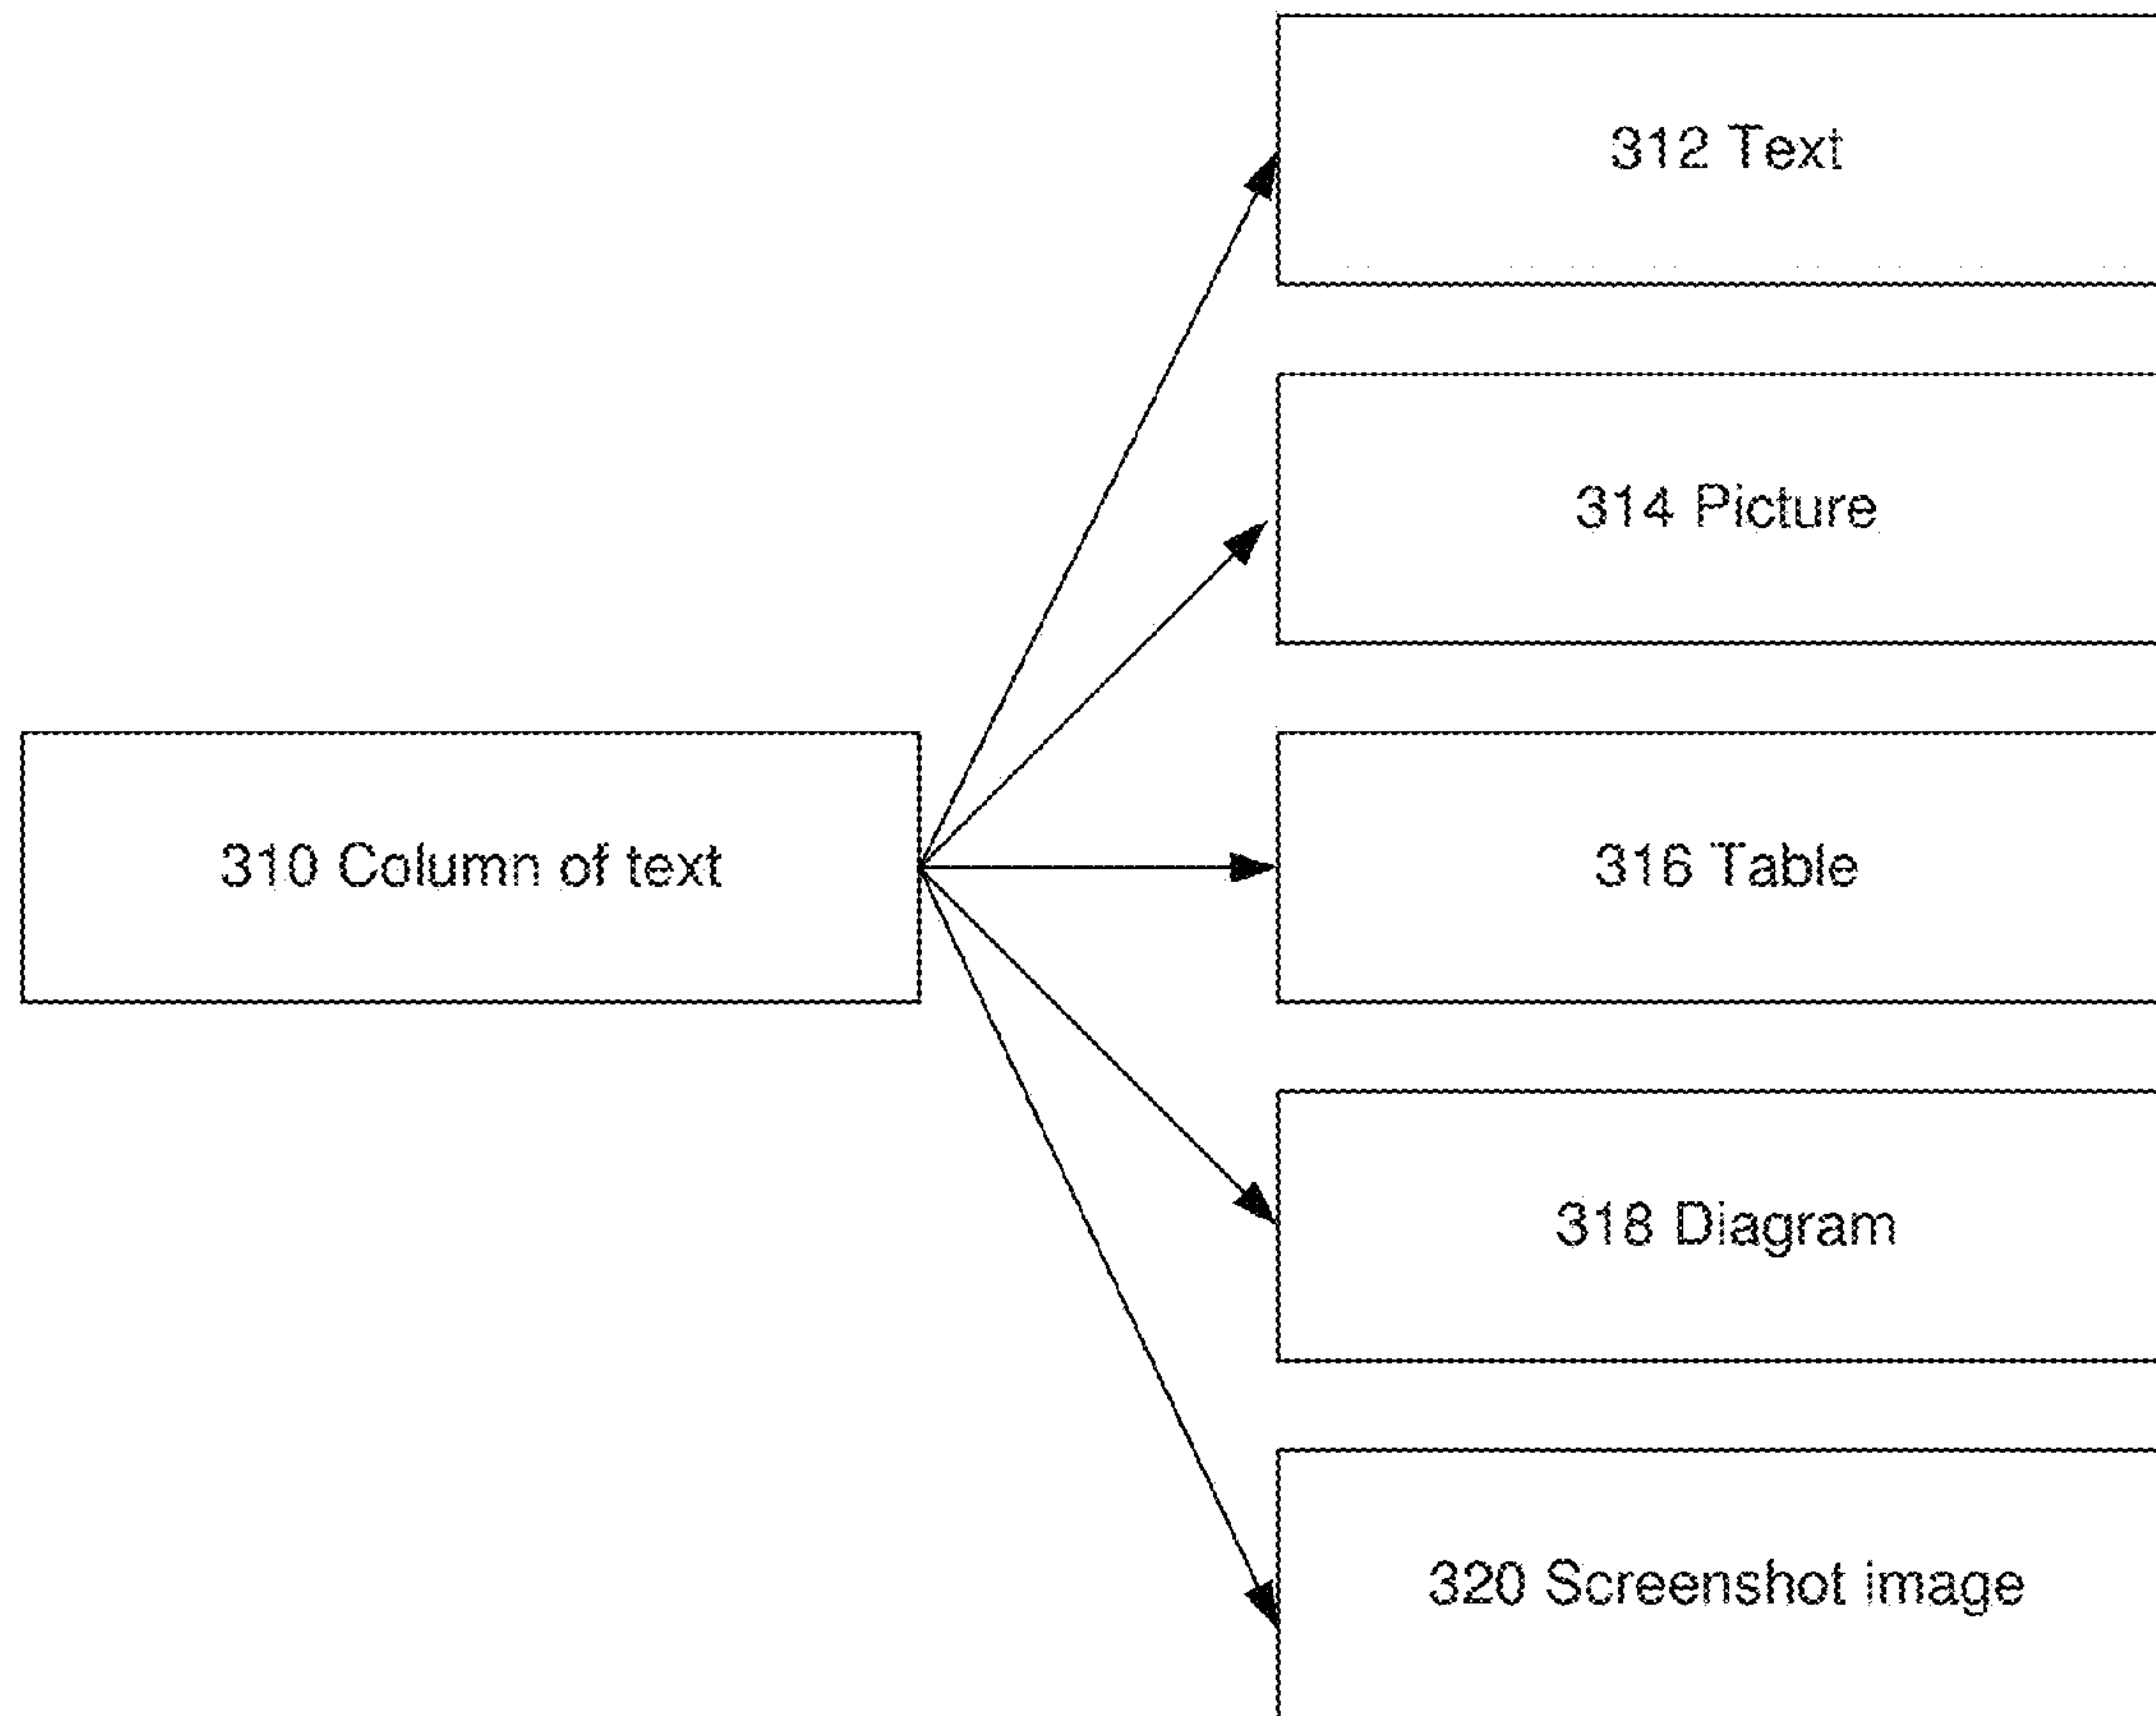 312 Text
314 Picture
310 Column of text
316 Table
318 Diagram
320 Screenshot image